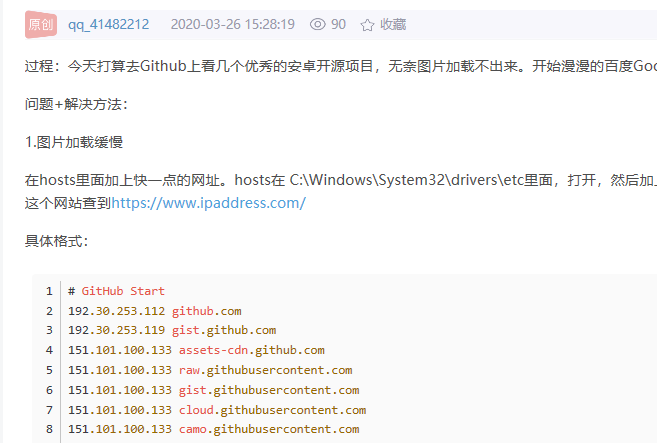 原创 qq_41482212 2020-03-26 15:28:19 90 收藏
过程：今天打算去Github上看几个优秀的安卓开源项目，无奈图片加载不出来。开始漫漫的百度Goo
问题+解决方法：
1.图片加载缓慢
在hosts里面加上快一点的网址。hosts在 C:\Windows\System32\drivers\etc里面，打开，然后加上
这个网站查到https://www.ipaddress.com/
具体格式：
1 # GitHub Start
2 192.30.253.112 github.com
3 192.30.253.119 gist.github.com
4 151.101.100.133 assets-cdn.github.com
5 151.101.100.133 raw.githubusercontent.com
6 151.101.100.133 gist.githubusercontent.com
7 151.101.100.133 cloud.githubusercontent.com
8 151.101.100.133 camo.githubusercontent.com